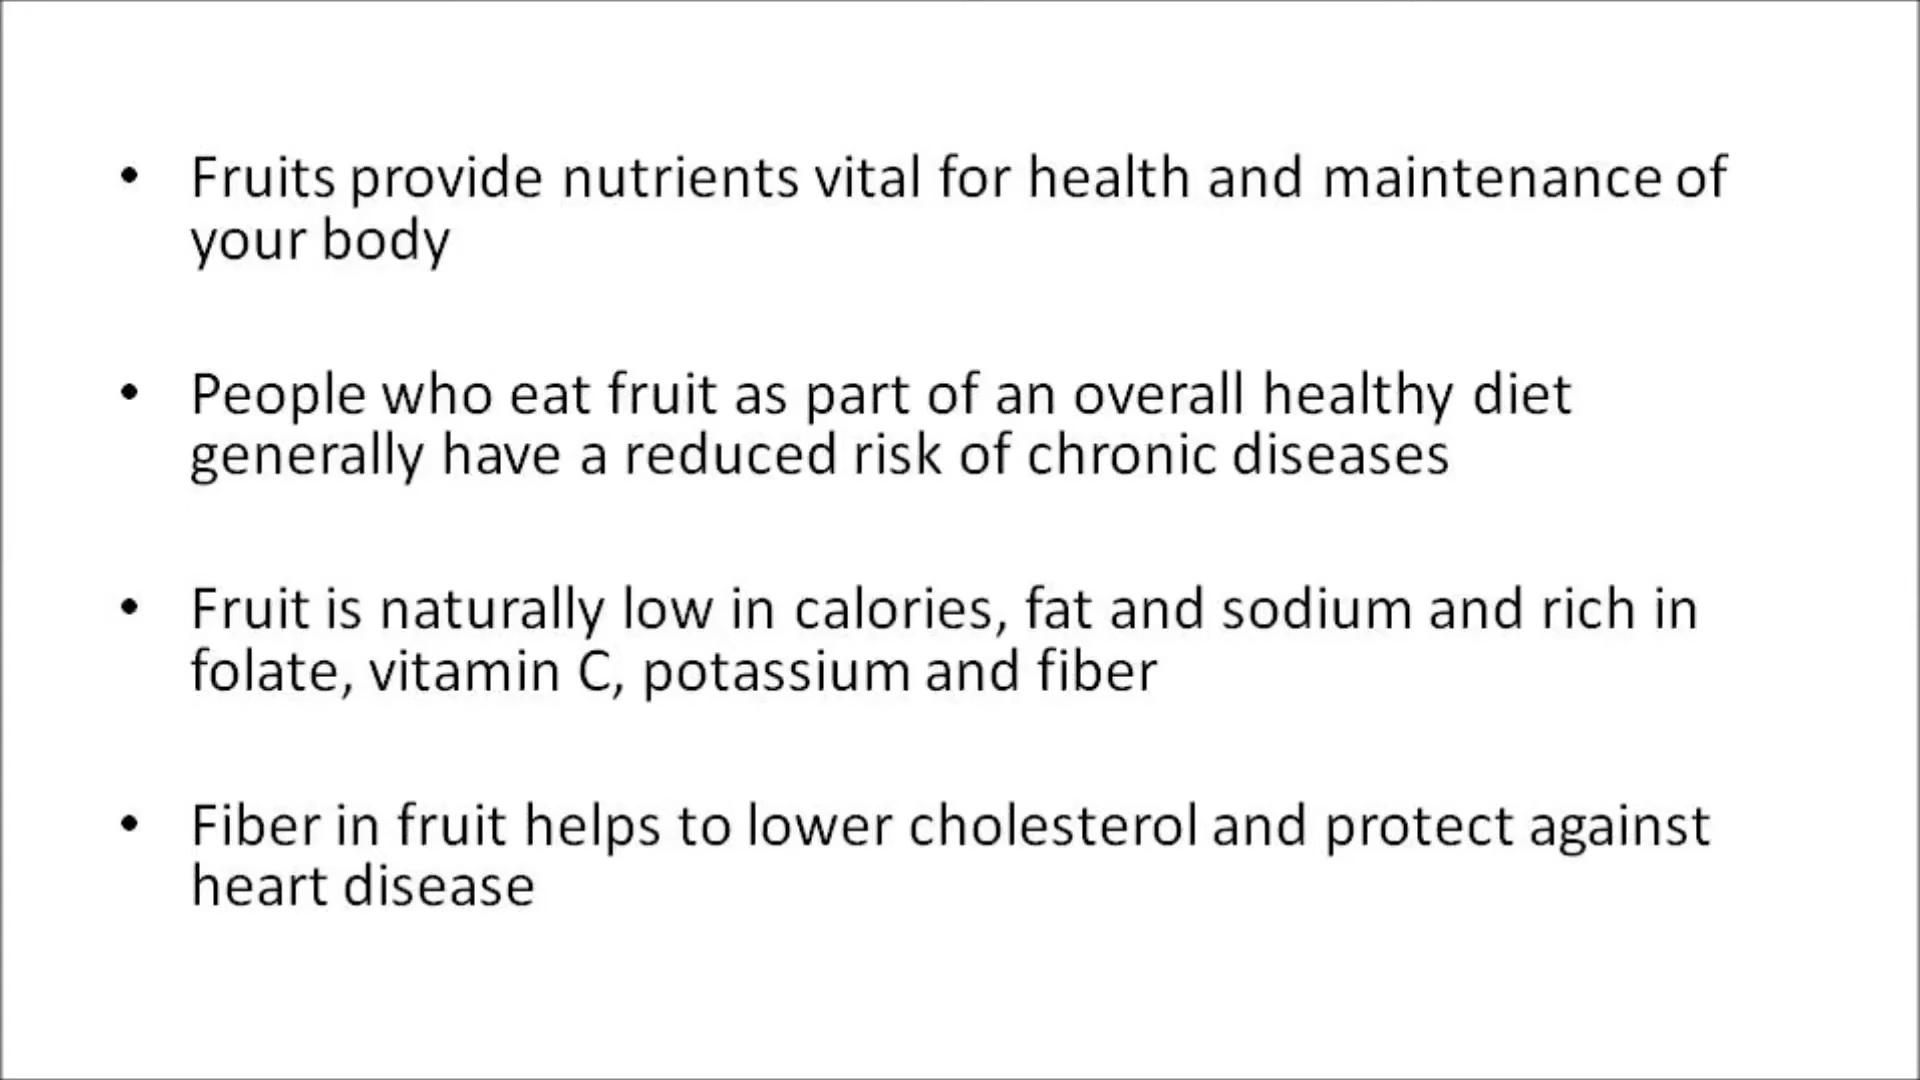 • Fruits provide nutrients vital for health and maintenance of
your body
• People who eat fruit as part of an overall healthy diet
generally have a reduced risk of chronic diseases
• Fruit is naturally low in calories, fat and sodium and rich in
folate, vitamin C, potassium and fiber
• Fiber in fruit helps to lower cholesterol and protect against
heart disease